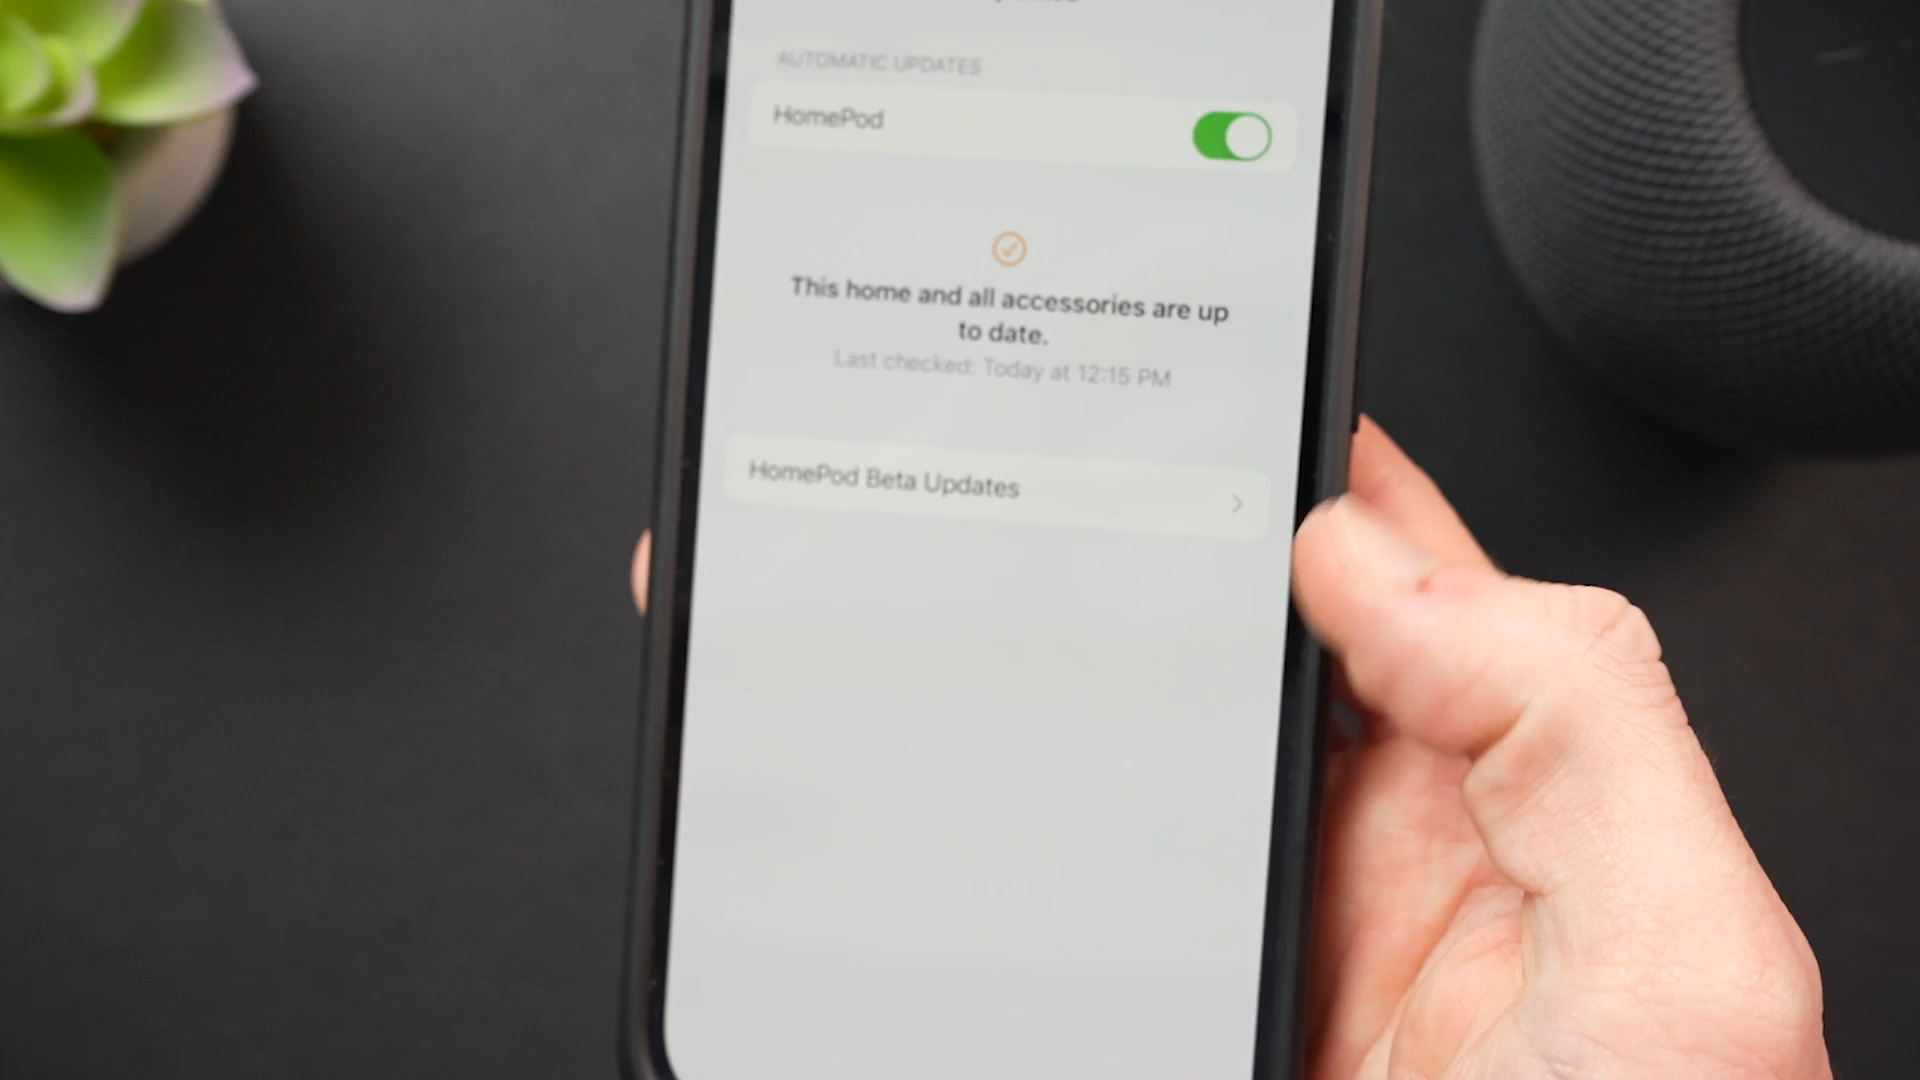 AUTOMATIC UPDATES
HomePod
This home and all accessories are up
to date.
Last checked: Today at 12:15 PM
HomePod Beta Updates